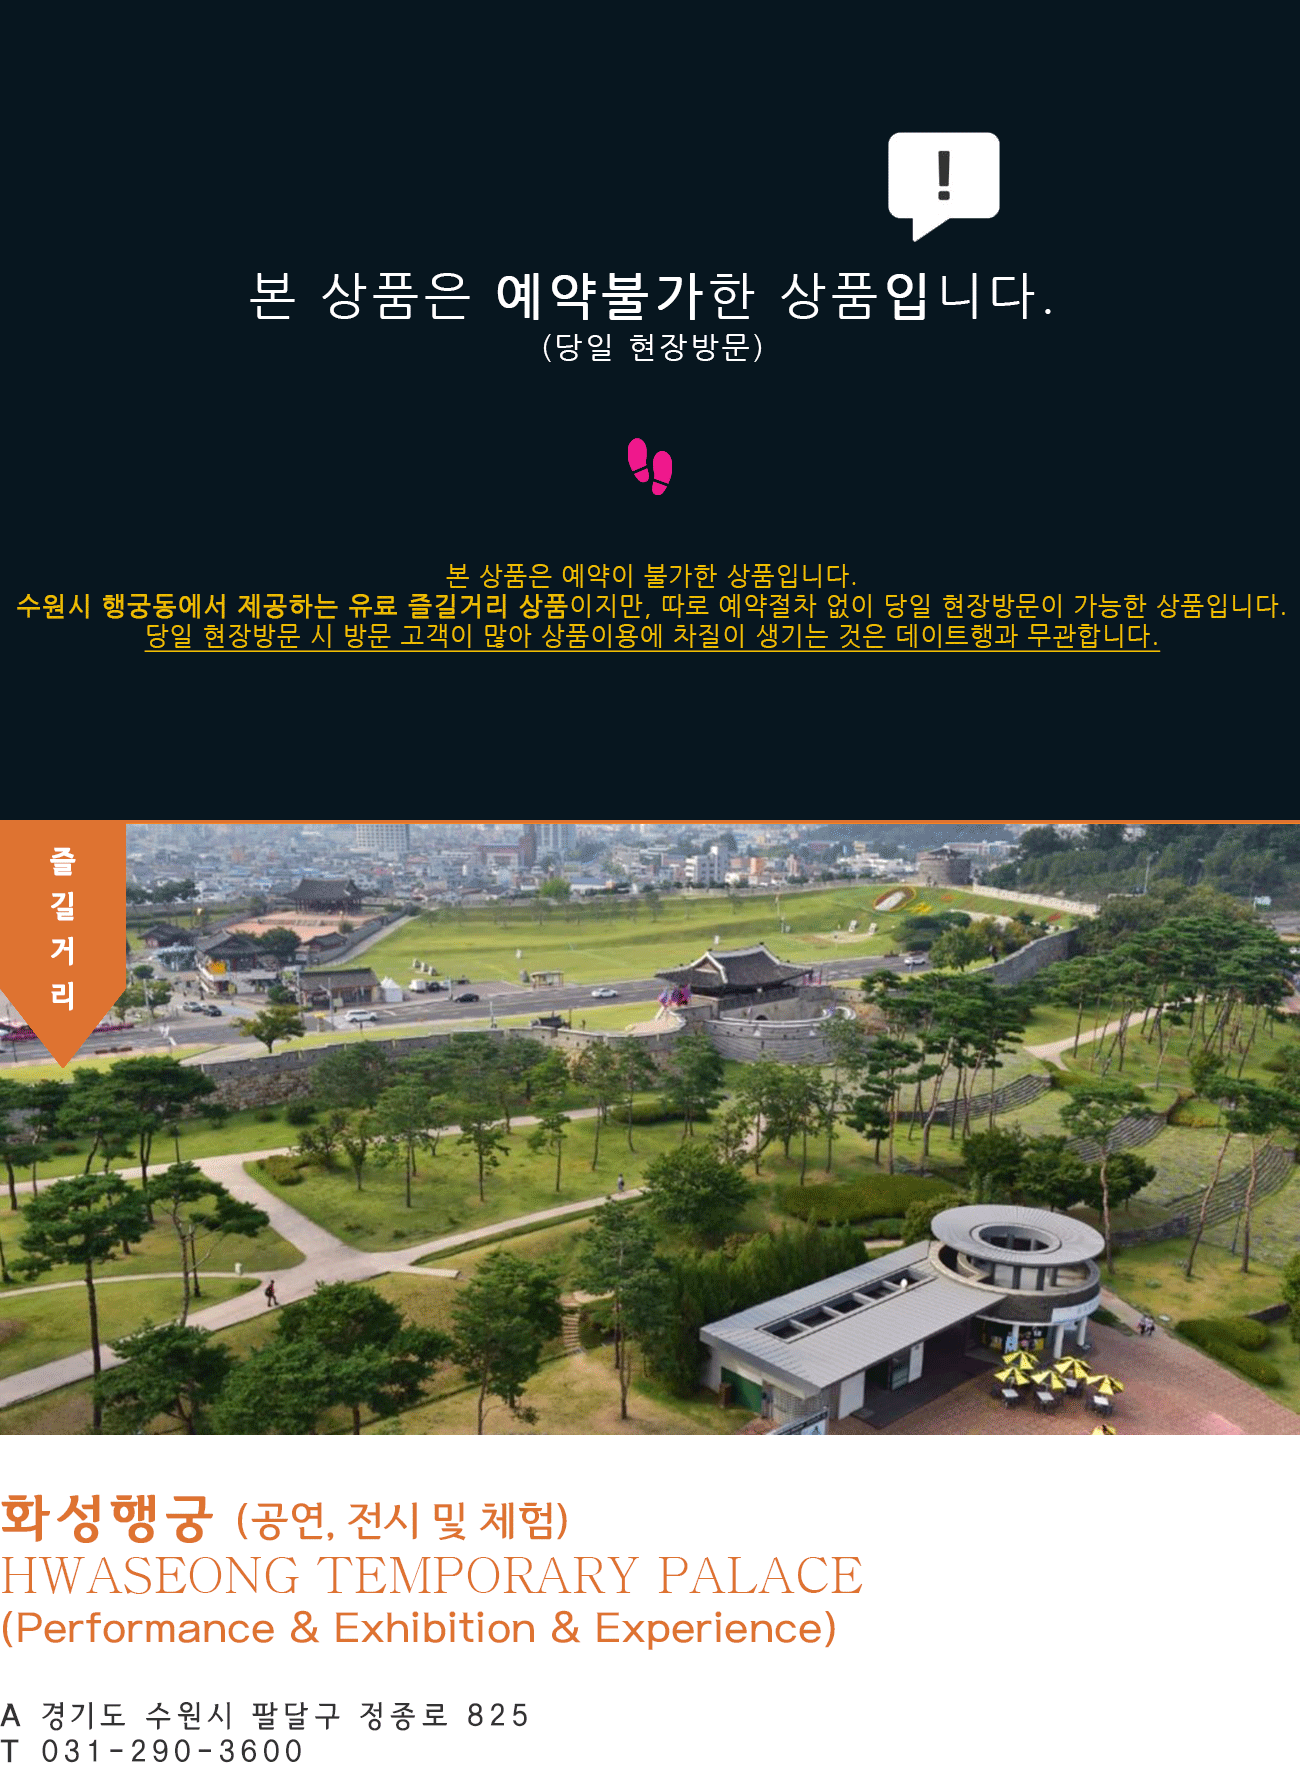 !
본 상품은 예약불가한 상품입니다.
(당일 현장방문)
본 상품은 예약이 불가한 상품입니다.
수원시 행궁동에서 제공하는 유료 즐길거리 상품이지만, 따로 예약절차 없이 당일 현장방문이 가능한 상품입니다.
당일 현장방문 시 방문 고객이 많아 상품이용에 차질이 생기는 것은 데이트행과 무관합니다.
즐
길
거
리
화성행궁 (공연, 전시 및 체험)
HWASEONG TEMPORARY PALACE
(Performance & Exhibition & Experience)
A 경기도 수원시 팔달구 정종로 825
T 031-290-3600